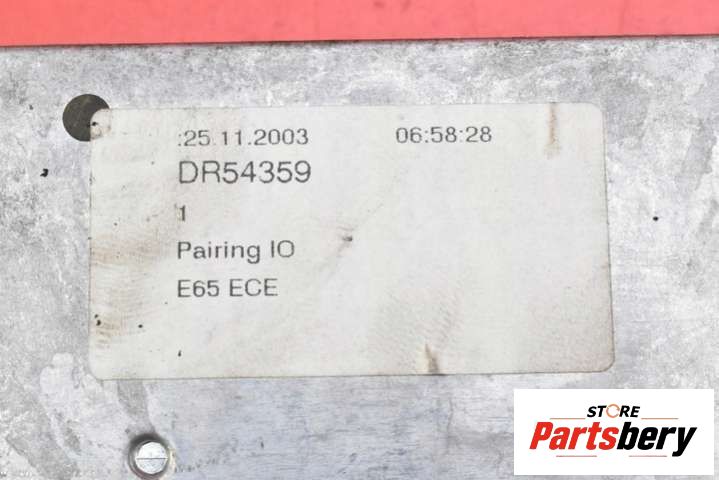 :25.11.2003 06:58:28
DR54359
1
Pairing IO
E65 ECE
STORE
Partsbery